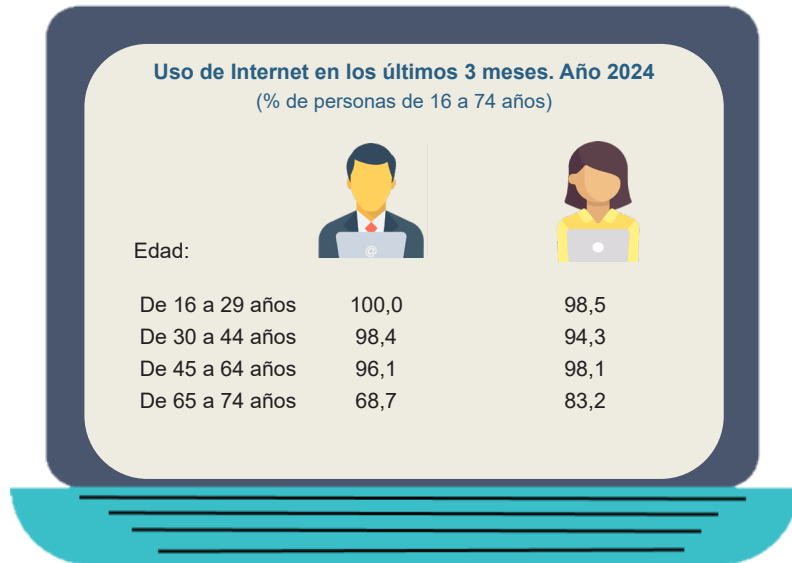 Uso de Internet en los últimos 3 meses. Año 2024
(% de personas de 16 a 74 años)
@
Edad:
De 16 a 29 años 100,0 98,5
De 30 a 44 años 98,4 94,3
De 45 a 64 años 96,1 98,1
De 65 a 74 años 68,7 83,2